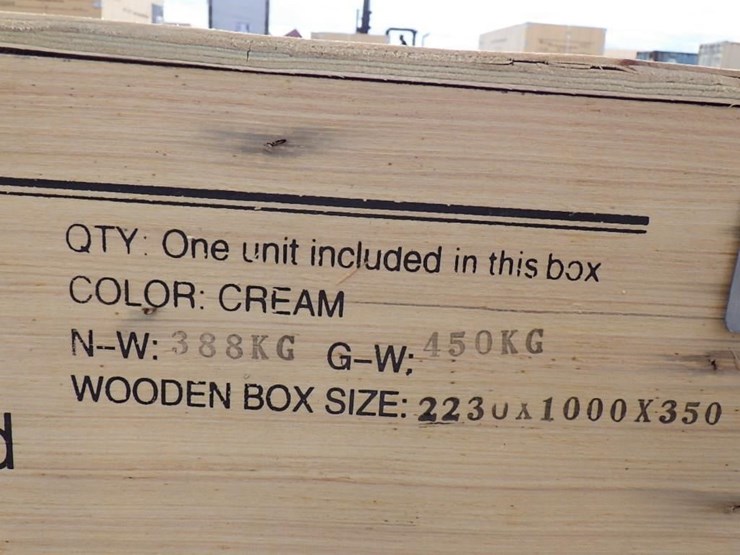 QTY: One unit included in this box
COLOR: CREAM
N--W: 388KG G-W: 450KG
WOODEN BOX SIZE: 2230X1000X350
d